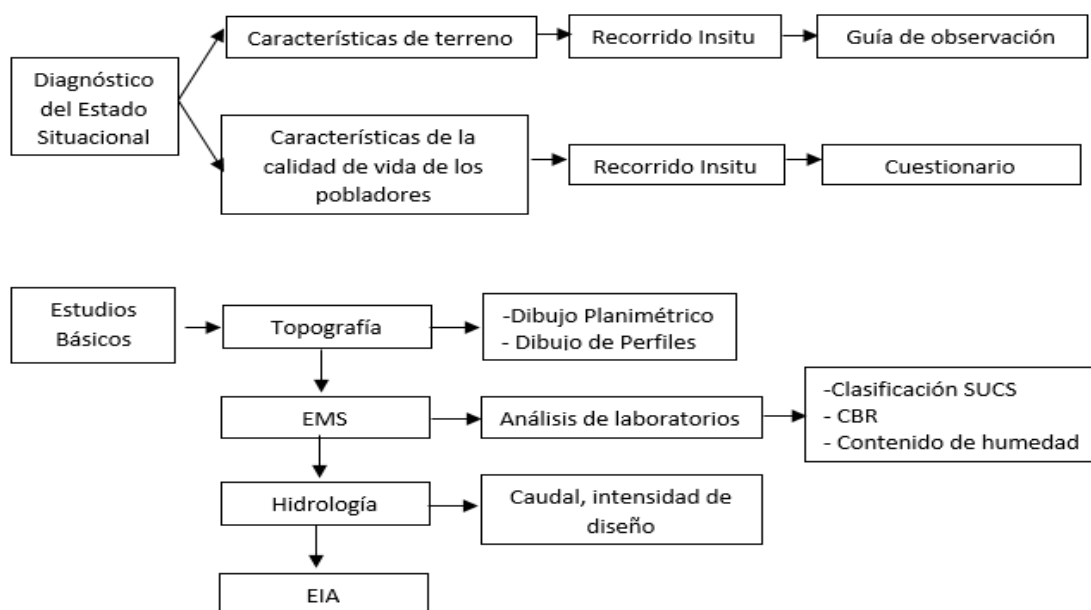 Características de terreno
Recorrido Insitu
Guía de observación
Diagnóstico
del Estado
Situacional
Características de la
calidad de vida de los
pobladores
Recorrido Insitu
Cuestionario
Estudios
Básicos
Topografía
-Dibujo Planimétrico
- Dibujo de Perfiles
EMS
Análisis de laboratorios
-Clasificación SUCS
- CBR
- Contenido de humedad
Hidrología
Caudal, intensidad de
diseño
EIA